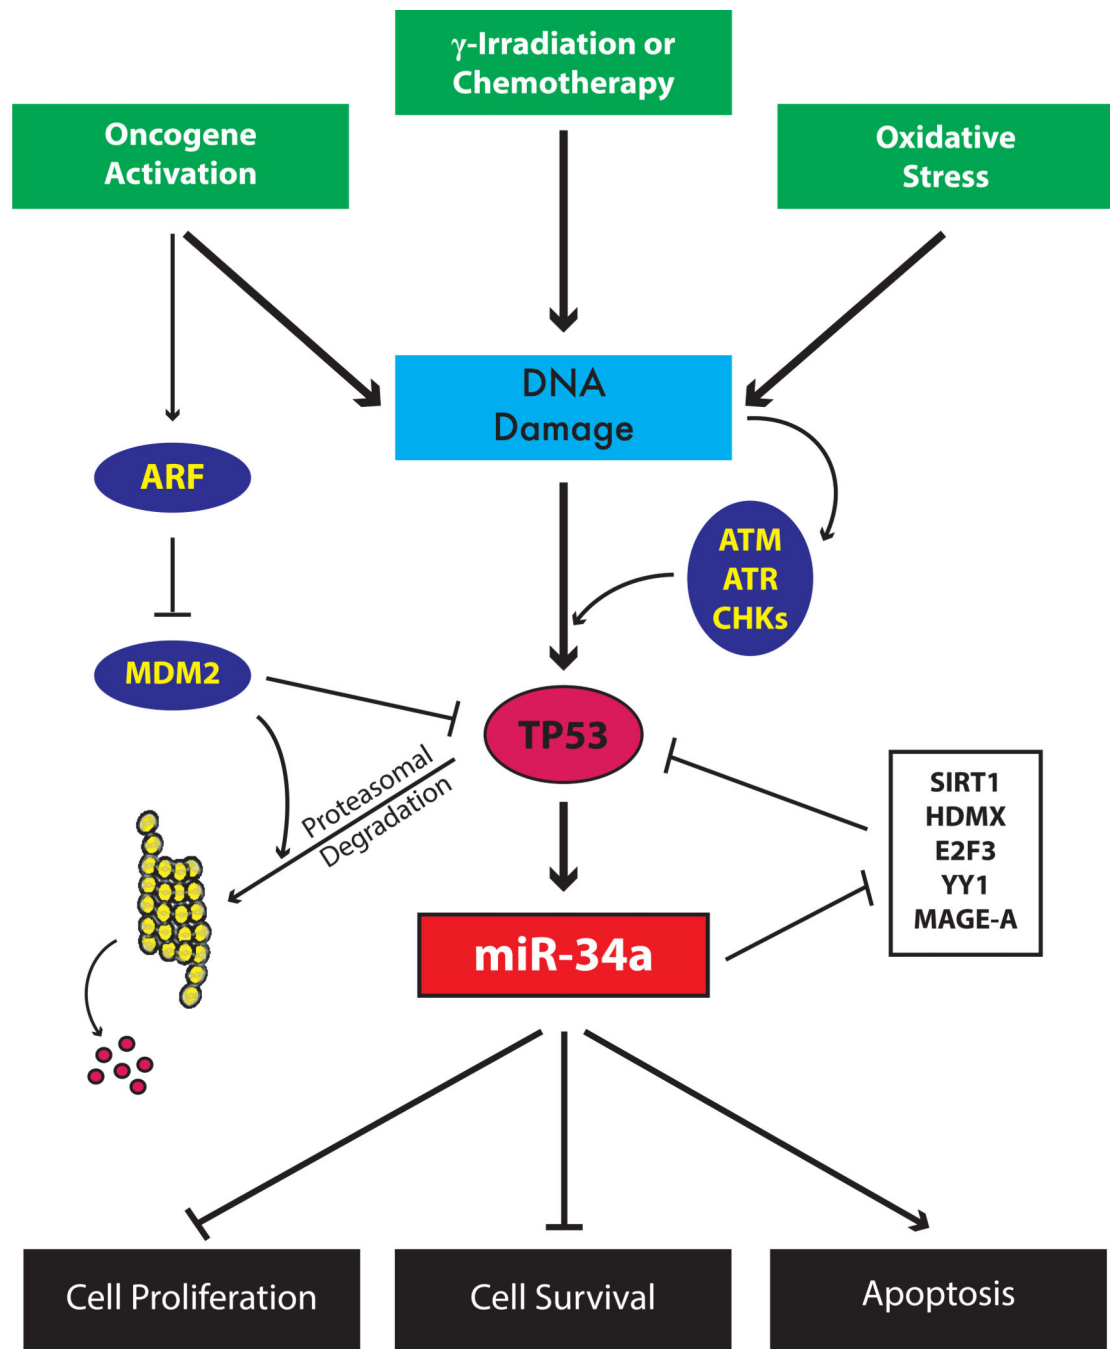 γ-Irradiation or
Chemotherapy
Oncogene
Activation
Oxidative
Stress
DNA
Damage
ARF
ATM
ATR
CHKs
MDM2
TP53
Proteasomal
Degradation
SIRT1
HDMX
E2F3
YY1
MAGE-A
miR-34a
Cell Proliferation
Cell Survival
Apoptosis